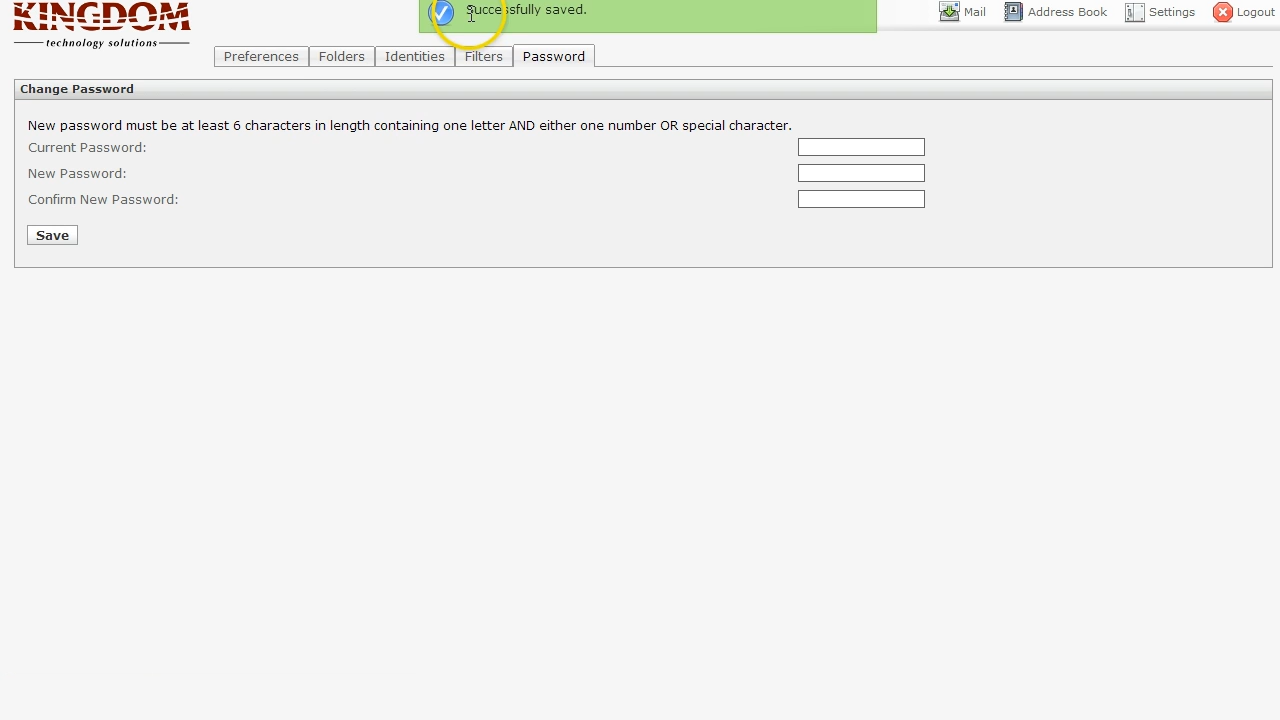 KINGDOM
technology solutions
Successfully saved.
Mail
Address Book
Settings
Logout
Preferences
Folders
Identities
Filters
Password
Change Password
New password must be at least 6 characters in length containing one letter AND either one number OR special character.
Current Password:
New Password:
Confirm New Password:
Save